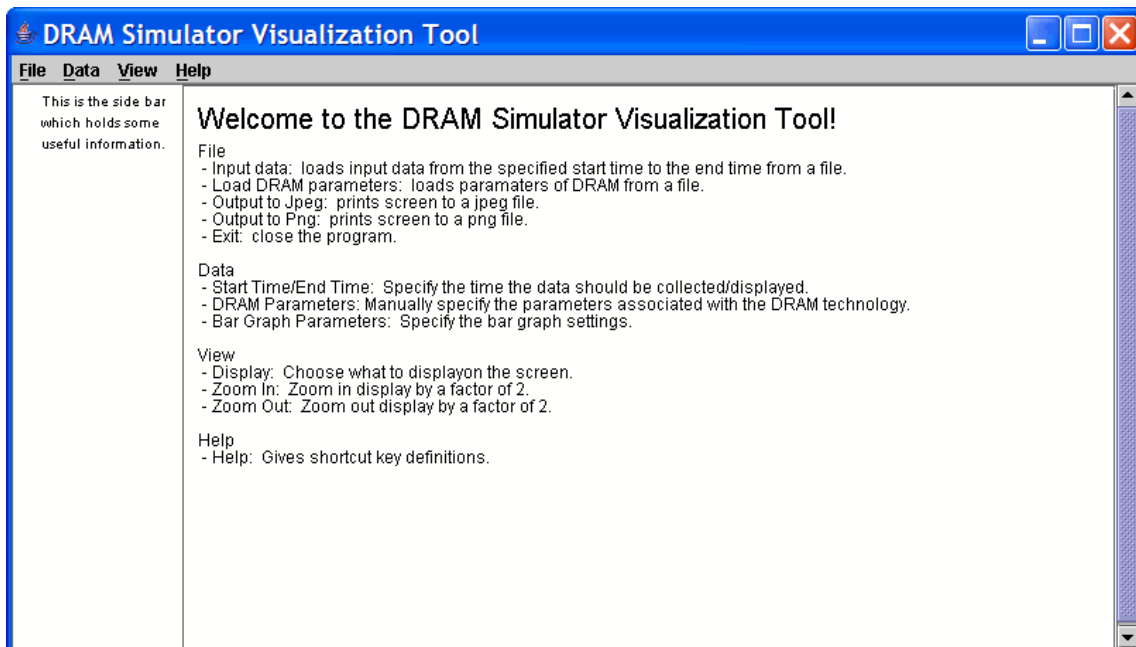 DRAM Simulator Visualization Tool
File Data View Help
This is the side bar
which holds some
useful information.
Welcome to the DRAM Simulator Visualization Tool!
File
- Input data: loads input data from the specified start time to the end time from a file.
- Load DRAM parameters: loads paramaters of DRAM from a file.
- Output to Jpeg: prints screen to a jpeg file.
- Output to Png: prints screen to a png file.
- Exit: close the program.
Data
- Start Time/End Time: Specify the time the data should be collected/displayed.
- DRAM Parameters: Manually specify the parameters associated with the DRAM technology.
- Bar Graph Parameters: Specify the bar graph settings.
View
- Display: Choose what to displayon the screen.
- Zoom In: Zoom in display by a factor of 2.
- Zoom Out: Zoom out display by a factor of 2.
Help
- Help: Gives shortcut key definitions.